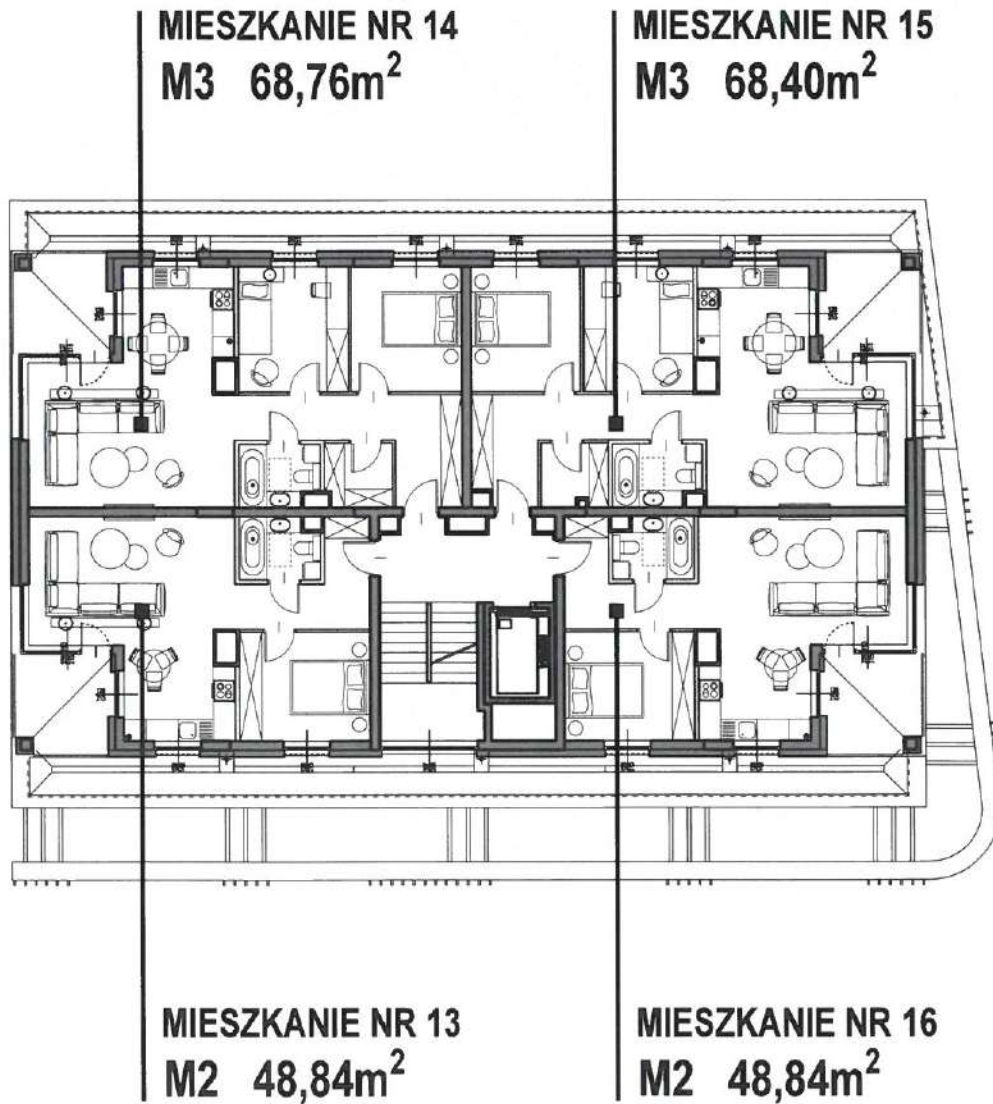 MIESZKANIE NR 14
M3 68,76m²
MIESZKANIE NR 15
M3 68,40m²
MIESZKANIE NR 13
M2 48,84m²
MIESZKANIE NR 16
M2 48,84m²